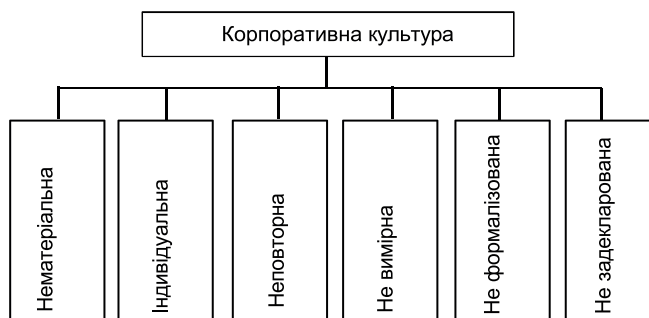 Корпоративна культура
Нематеріальна
Індивідуальна
Неповторна
Не вимірна
Не формалізована
Не задекларована